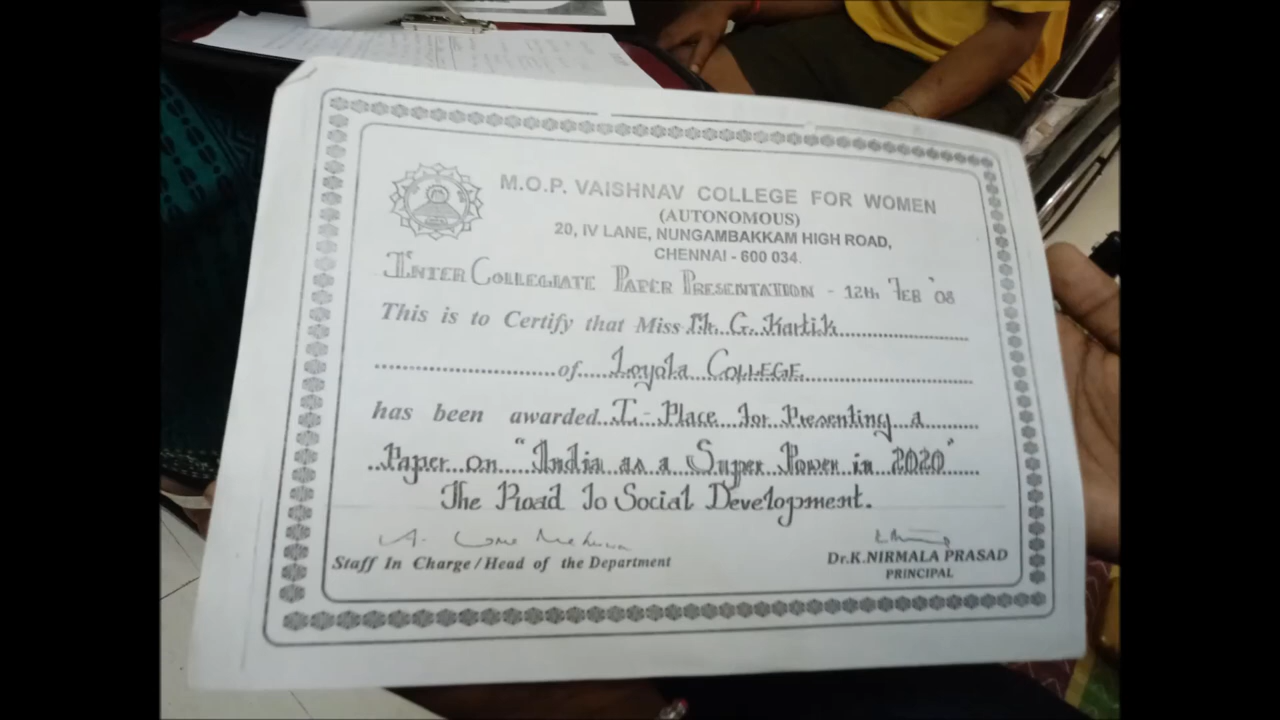 M.O.P. VAISHNAV COLLEGE FOR WOMEN
(AUTONOMOUS)
20, IV LANE, NUNGAMBAKKAM HIGH ROAD,
CHENNAI - 600 034.
INTER COLLEGIATE PAPER PRESENTATION - 12th FEB '08
This is to Certify that Miss Mr. G. Kartik
of Loyola COLLEGE
has been awarded I - Place for Presenting a
Paper on "India as a Super Power in 2020"
The Road To Social Development.
Staff In Charge / Head of the Department
Dr.K.NIRMALA PRASAD
PRINCIPAL